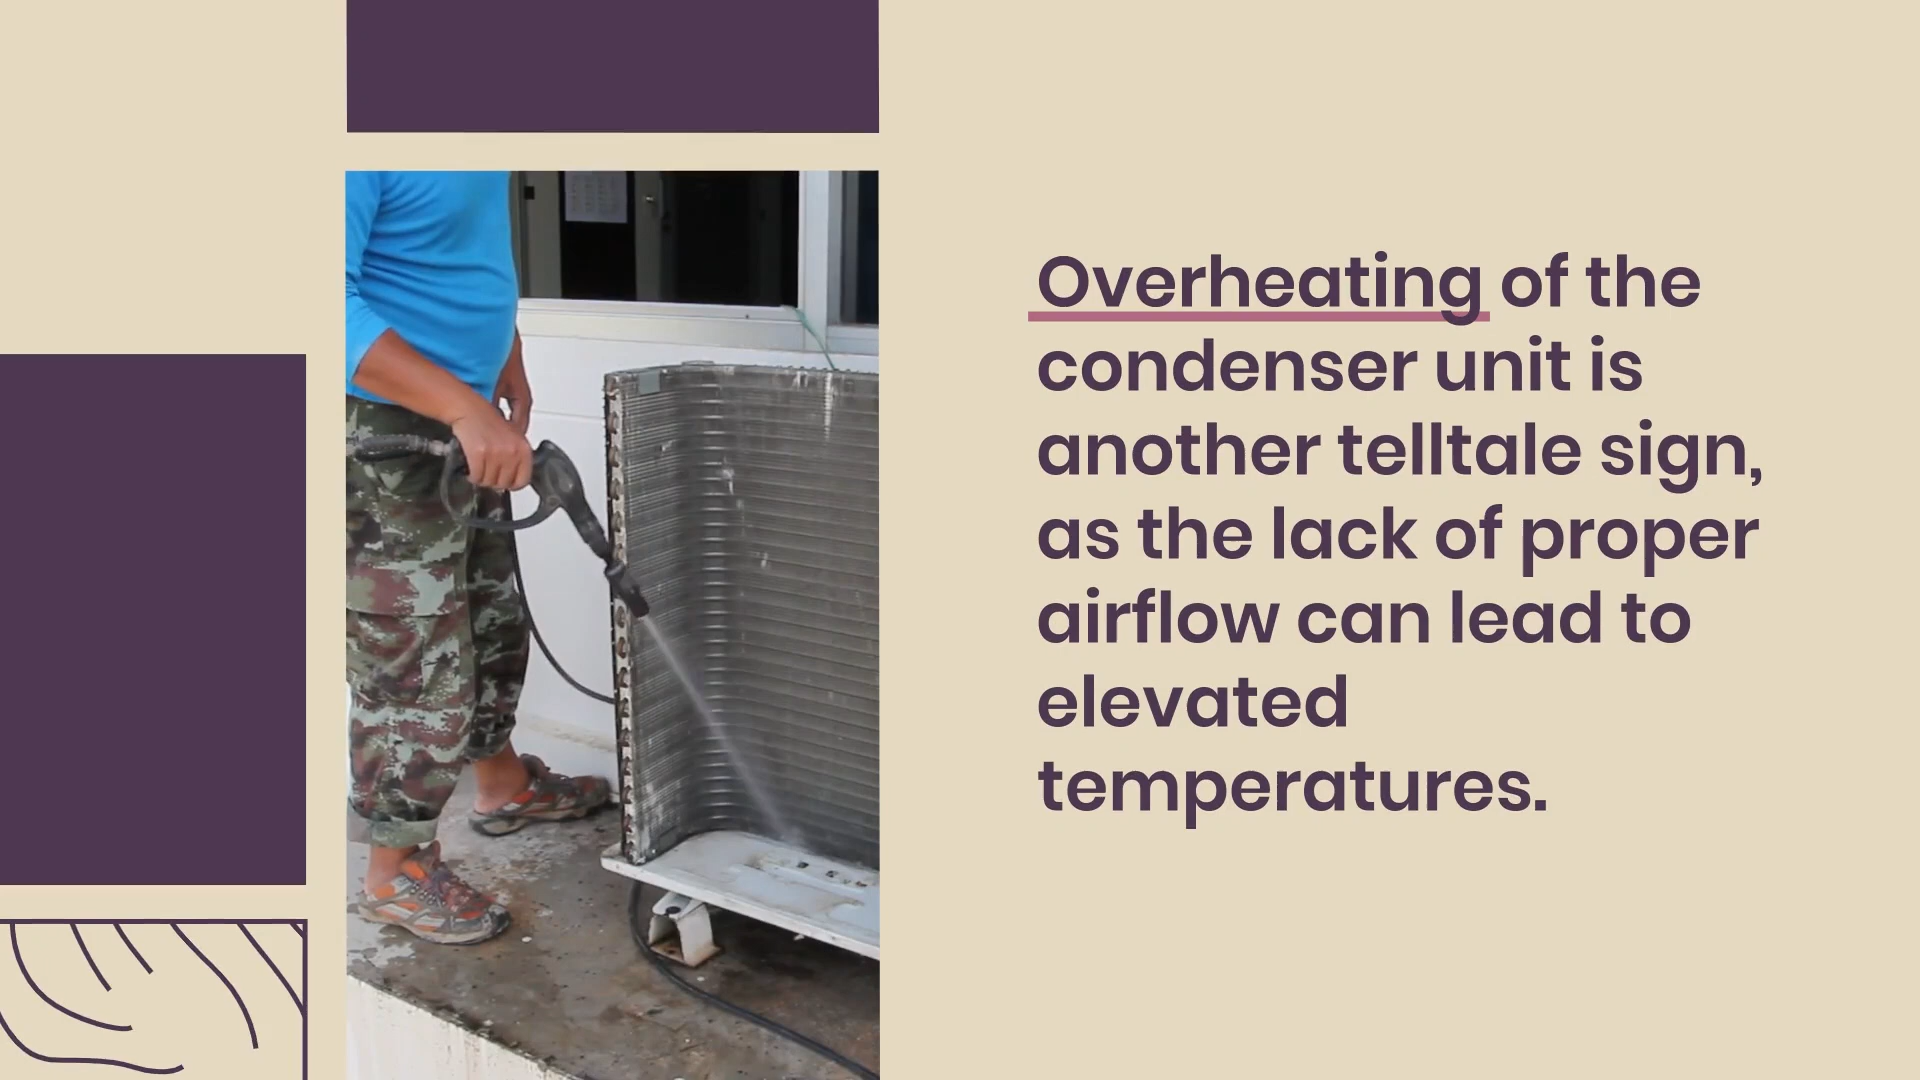 Overheating of the
condenser unit is
another telltale sign,
as the lack of proper
airflow can lead to
elevated
temperatures.